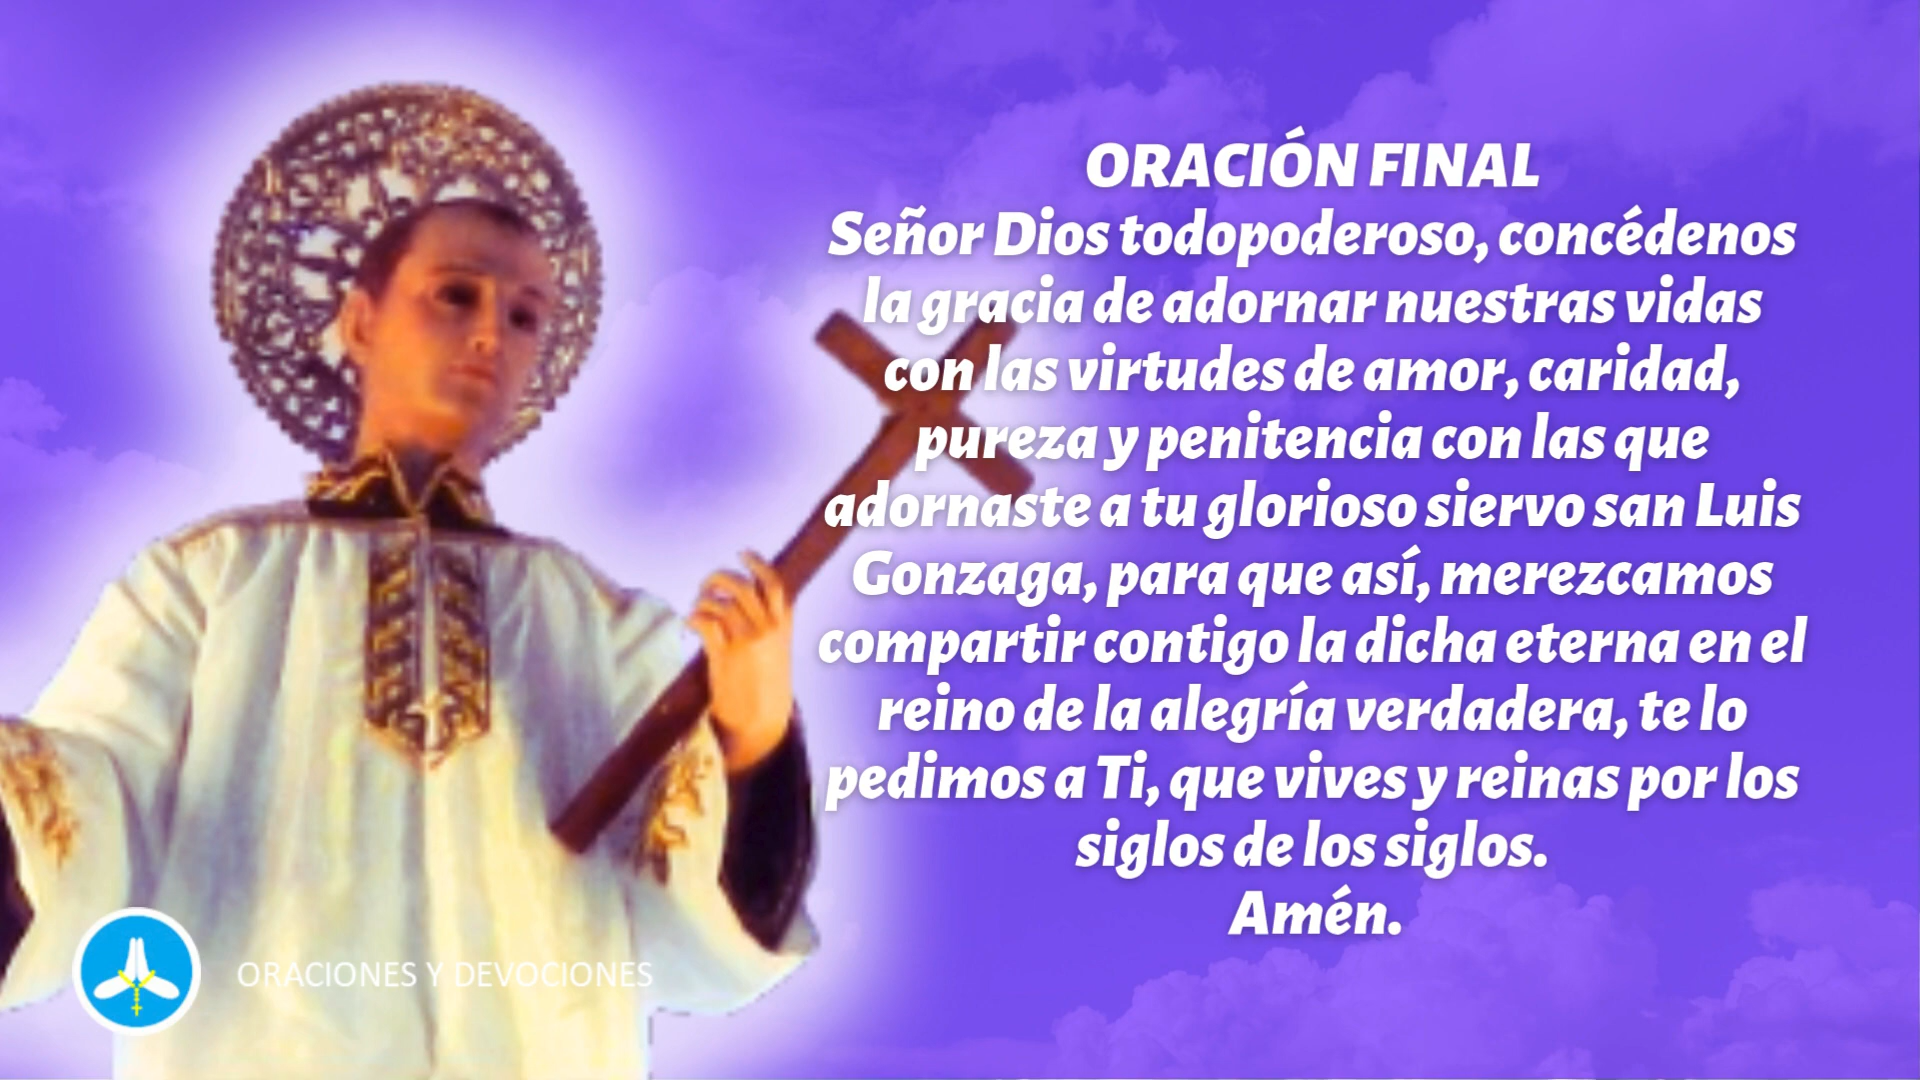 ORACIÓN FINAL
Señor Dios todopoderoso, concédenos
la gracia de adornar nuestras vidas
con las virtudes de amor, caridad,
pureza y penitencia con las que
adornaste a tu glorioso siervo san Luis
Gonzaga, para que así, merezcamos
compartir contigo la dicha eterna en el
reino de la alegría verdadera, te lo
pedimos a Ti, que vives y reinas por los
siglos de los siglos.
Amén.
ORACIONES Y DEVOCIONES